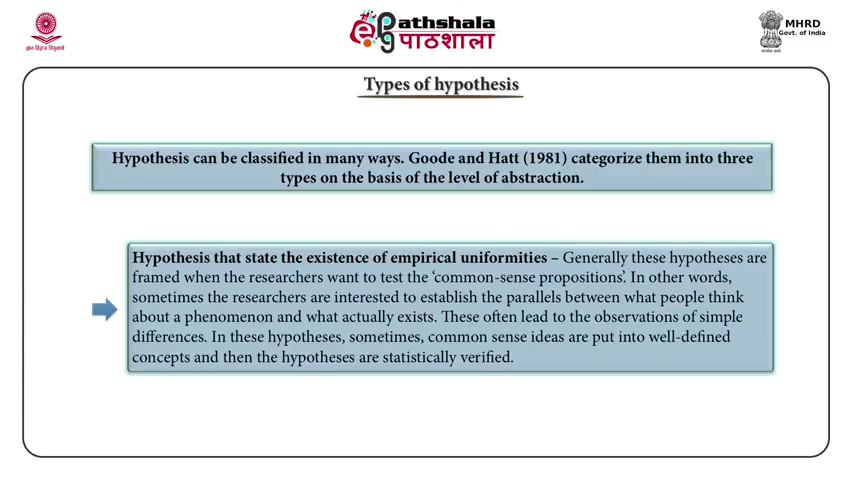 ePgPathshala
पाठशाला
ज्ञान-विज्ञान विमुक्तये
MHRD
Govt. of India
Types of hypothesis
Hypothesis can be classified in many ways. Goode and Hatt (1981) categorize them into three
types on the basis of the level of abstraction.
Hypothesis that state the existence of empirical uniformities – Generally these hypotheses are
framed when the researchers want to test the ‘common-sense propositions’. In other words,
sometimes the researchers are interested to establish the parallels between what people think
about a phenomenon and what actually exists. These often lead to the observations of simple
differences. In these hypotheses, sometimes, common sense ideas are put into well-defined
concepts and then the hypotheses are statistically verified.